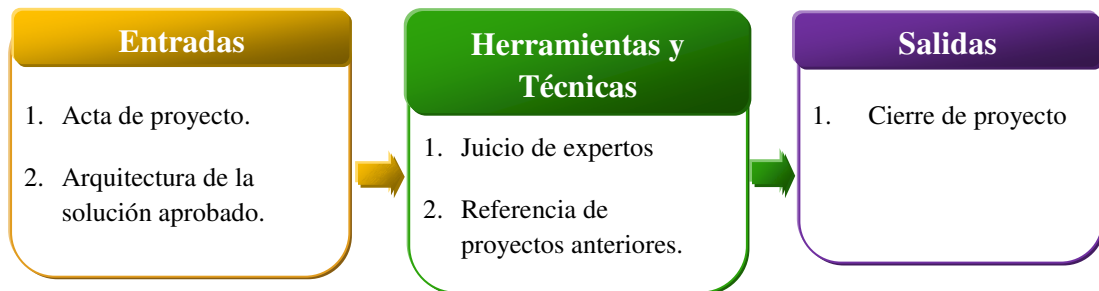 Entradas
1. Acta de proyecto.
2. Arquitectura de la
solución aprobado.
Herramientas y
Técnicas
1. Juicio de expertos
2. Referencia de
proyectos anteriores.
Salidas
1. Cierre de proyecto